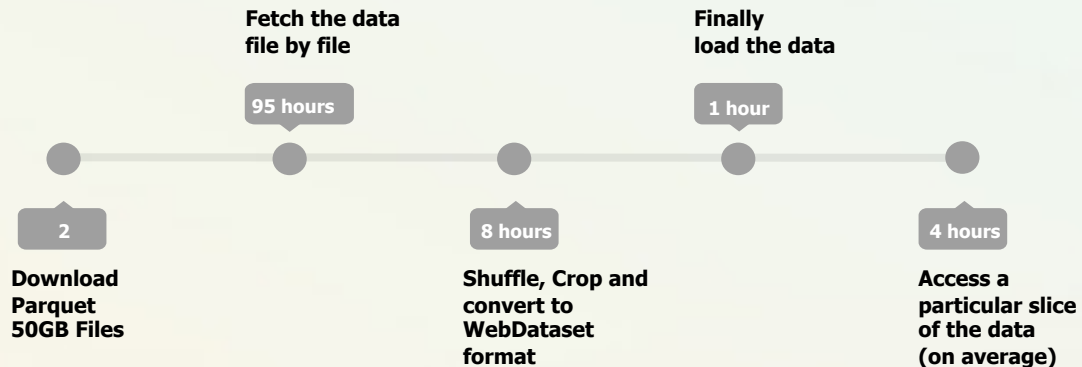 Fetch the data
file by file
Finally
load the data
95 hours
1 hour
2
8 hours
4 hours
Download
Parquet
50GB Files
Shuffle, Crop and
convert to
WebDataset
format
Access a
particular slice
of the data
(on average)